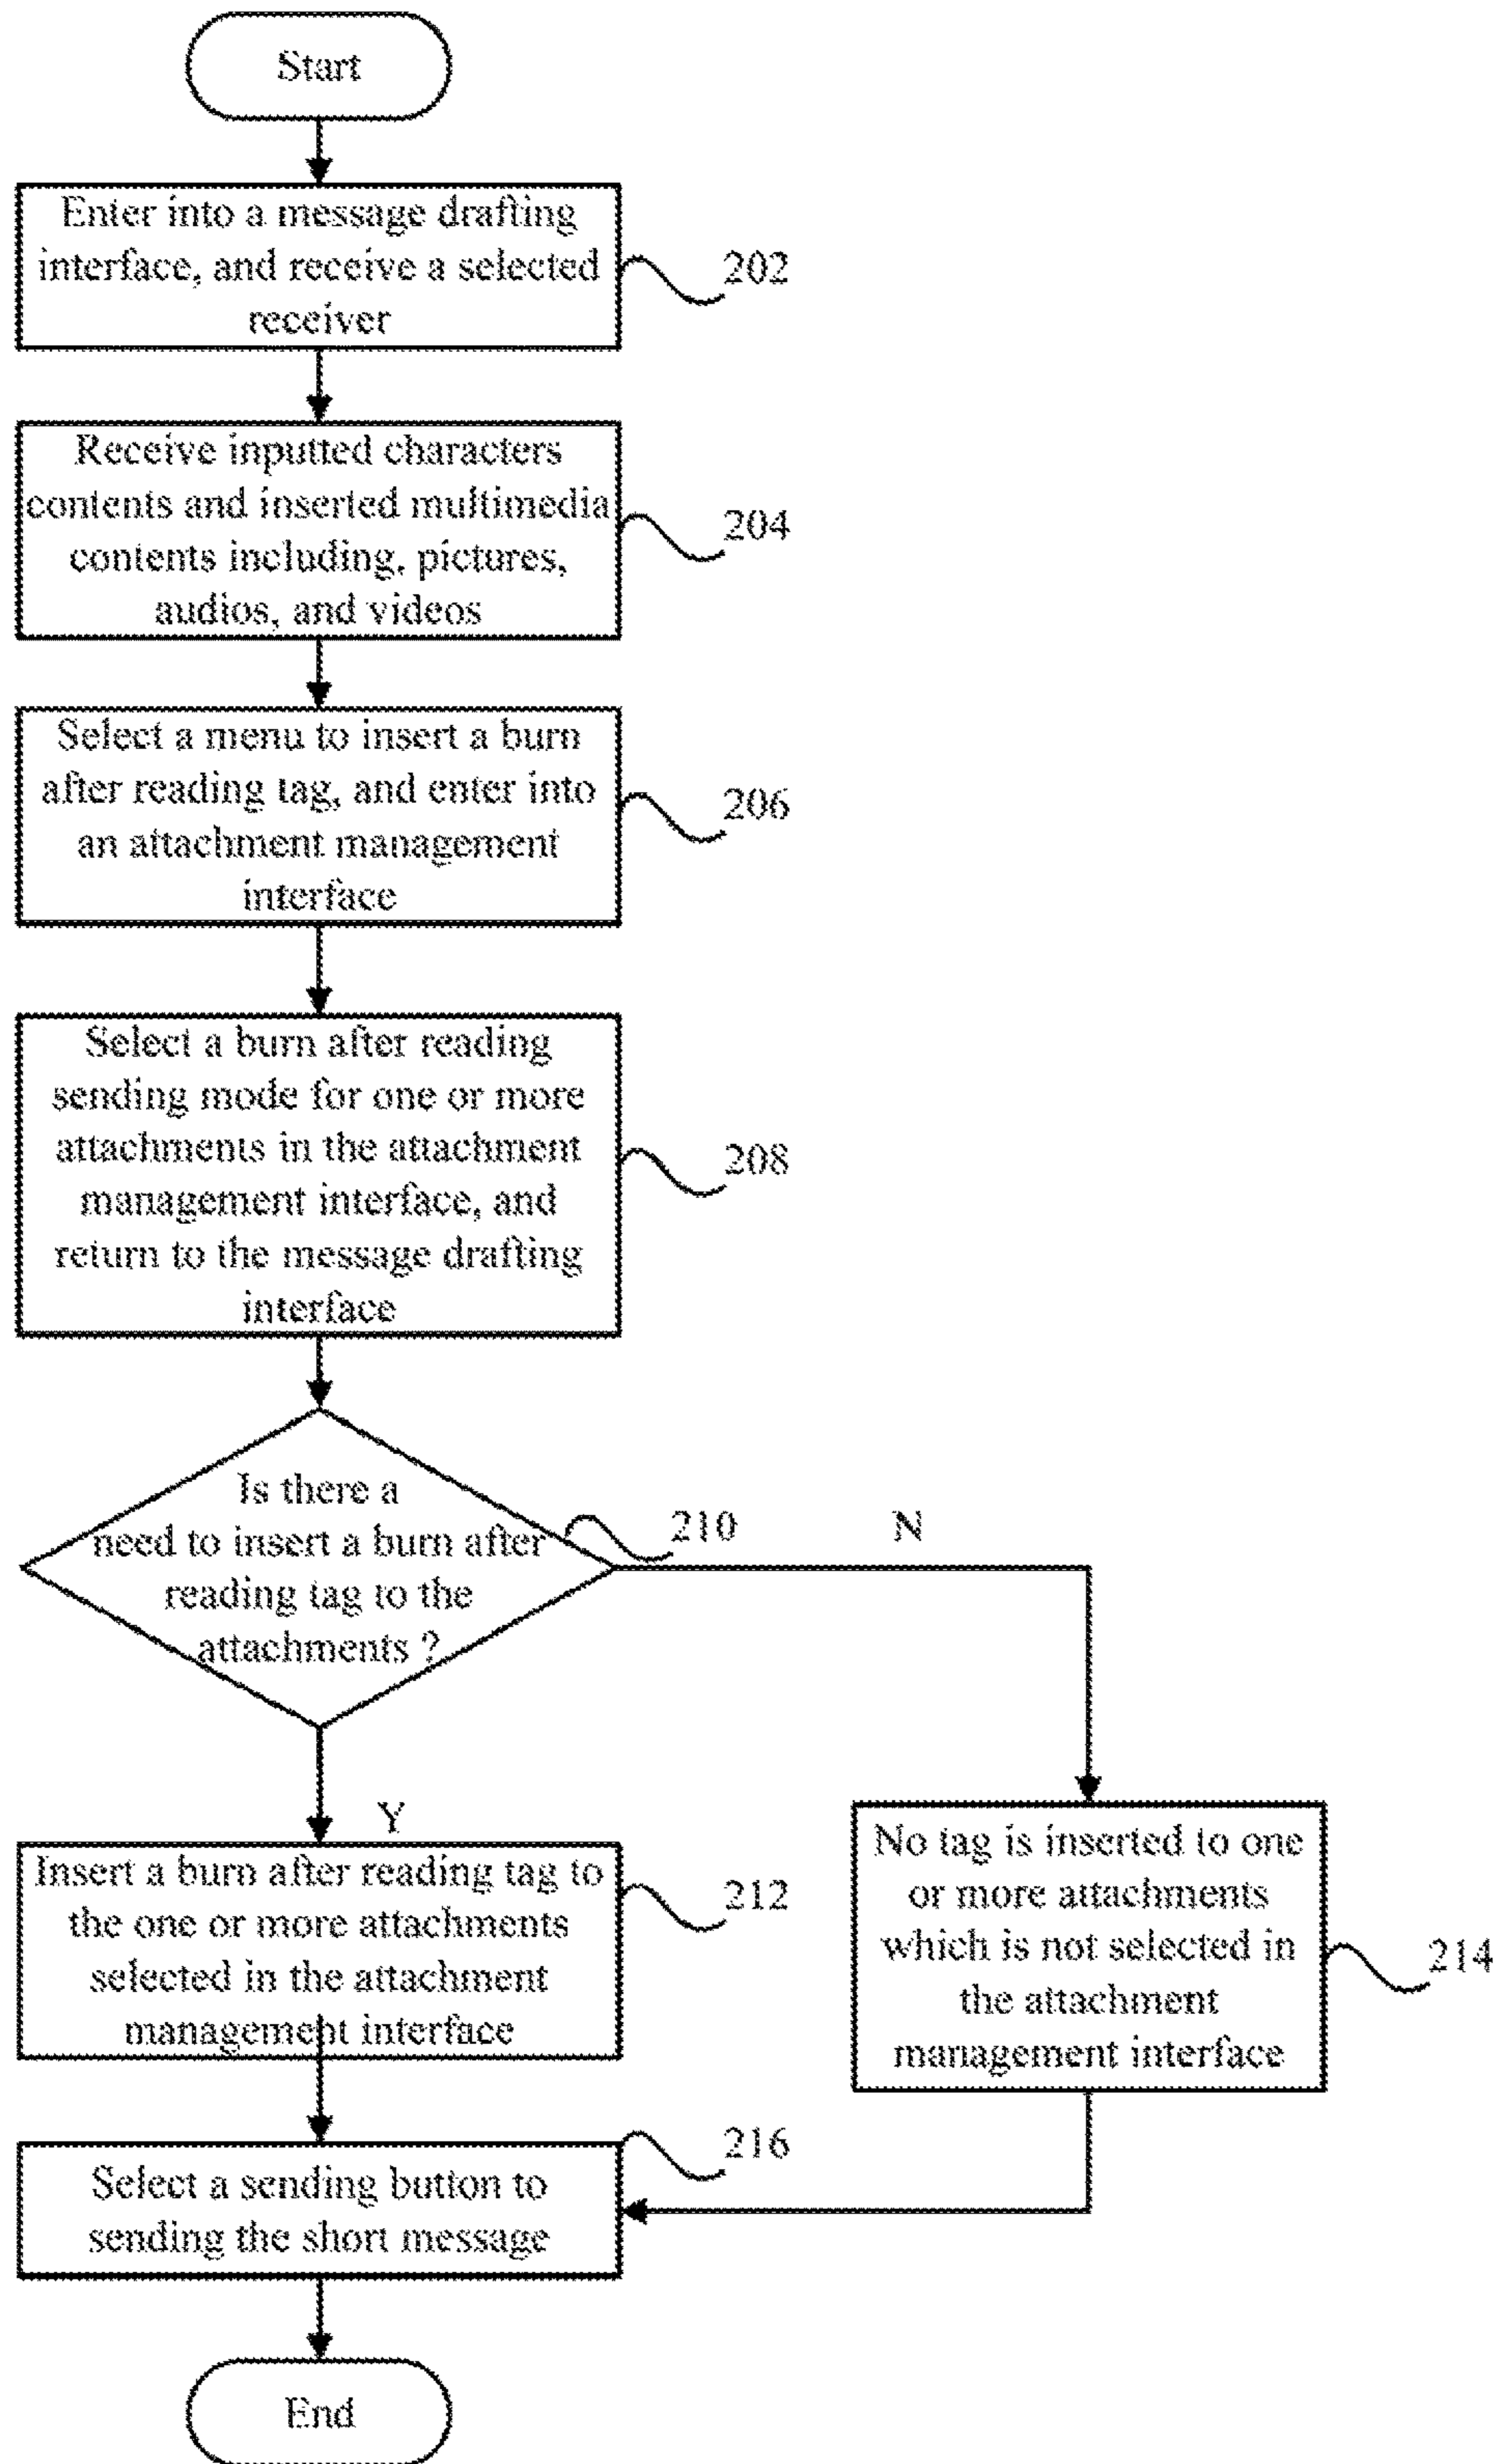 Start
Enter into a message drafting
interface, and receive a selected
receiver
202
Receive inputted characters
contents and inserted multimedia
contents including, pictures,
audios, and videos
204
Select a menu to insert a burn
after reading tag, and enter into
an attachment management
interface
206
Select a burn after reading
sending mode for one or more
attachments in the attachment
management interface, and
return to the message drafting
interface
208
Is there a
need to insert a burn after
reading tag to the
attachments ?
210
N
Y
Insert a burn after reading tag to
the one or more attachments
selected in the attachment
management interface
212
No tag is inserted to one
or more attachments
which is not selected in
the attachment
management interface
214
Select a sending button to
sending the short message
216
End